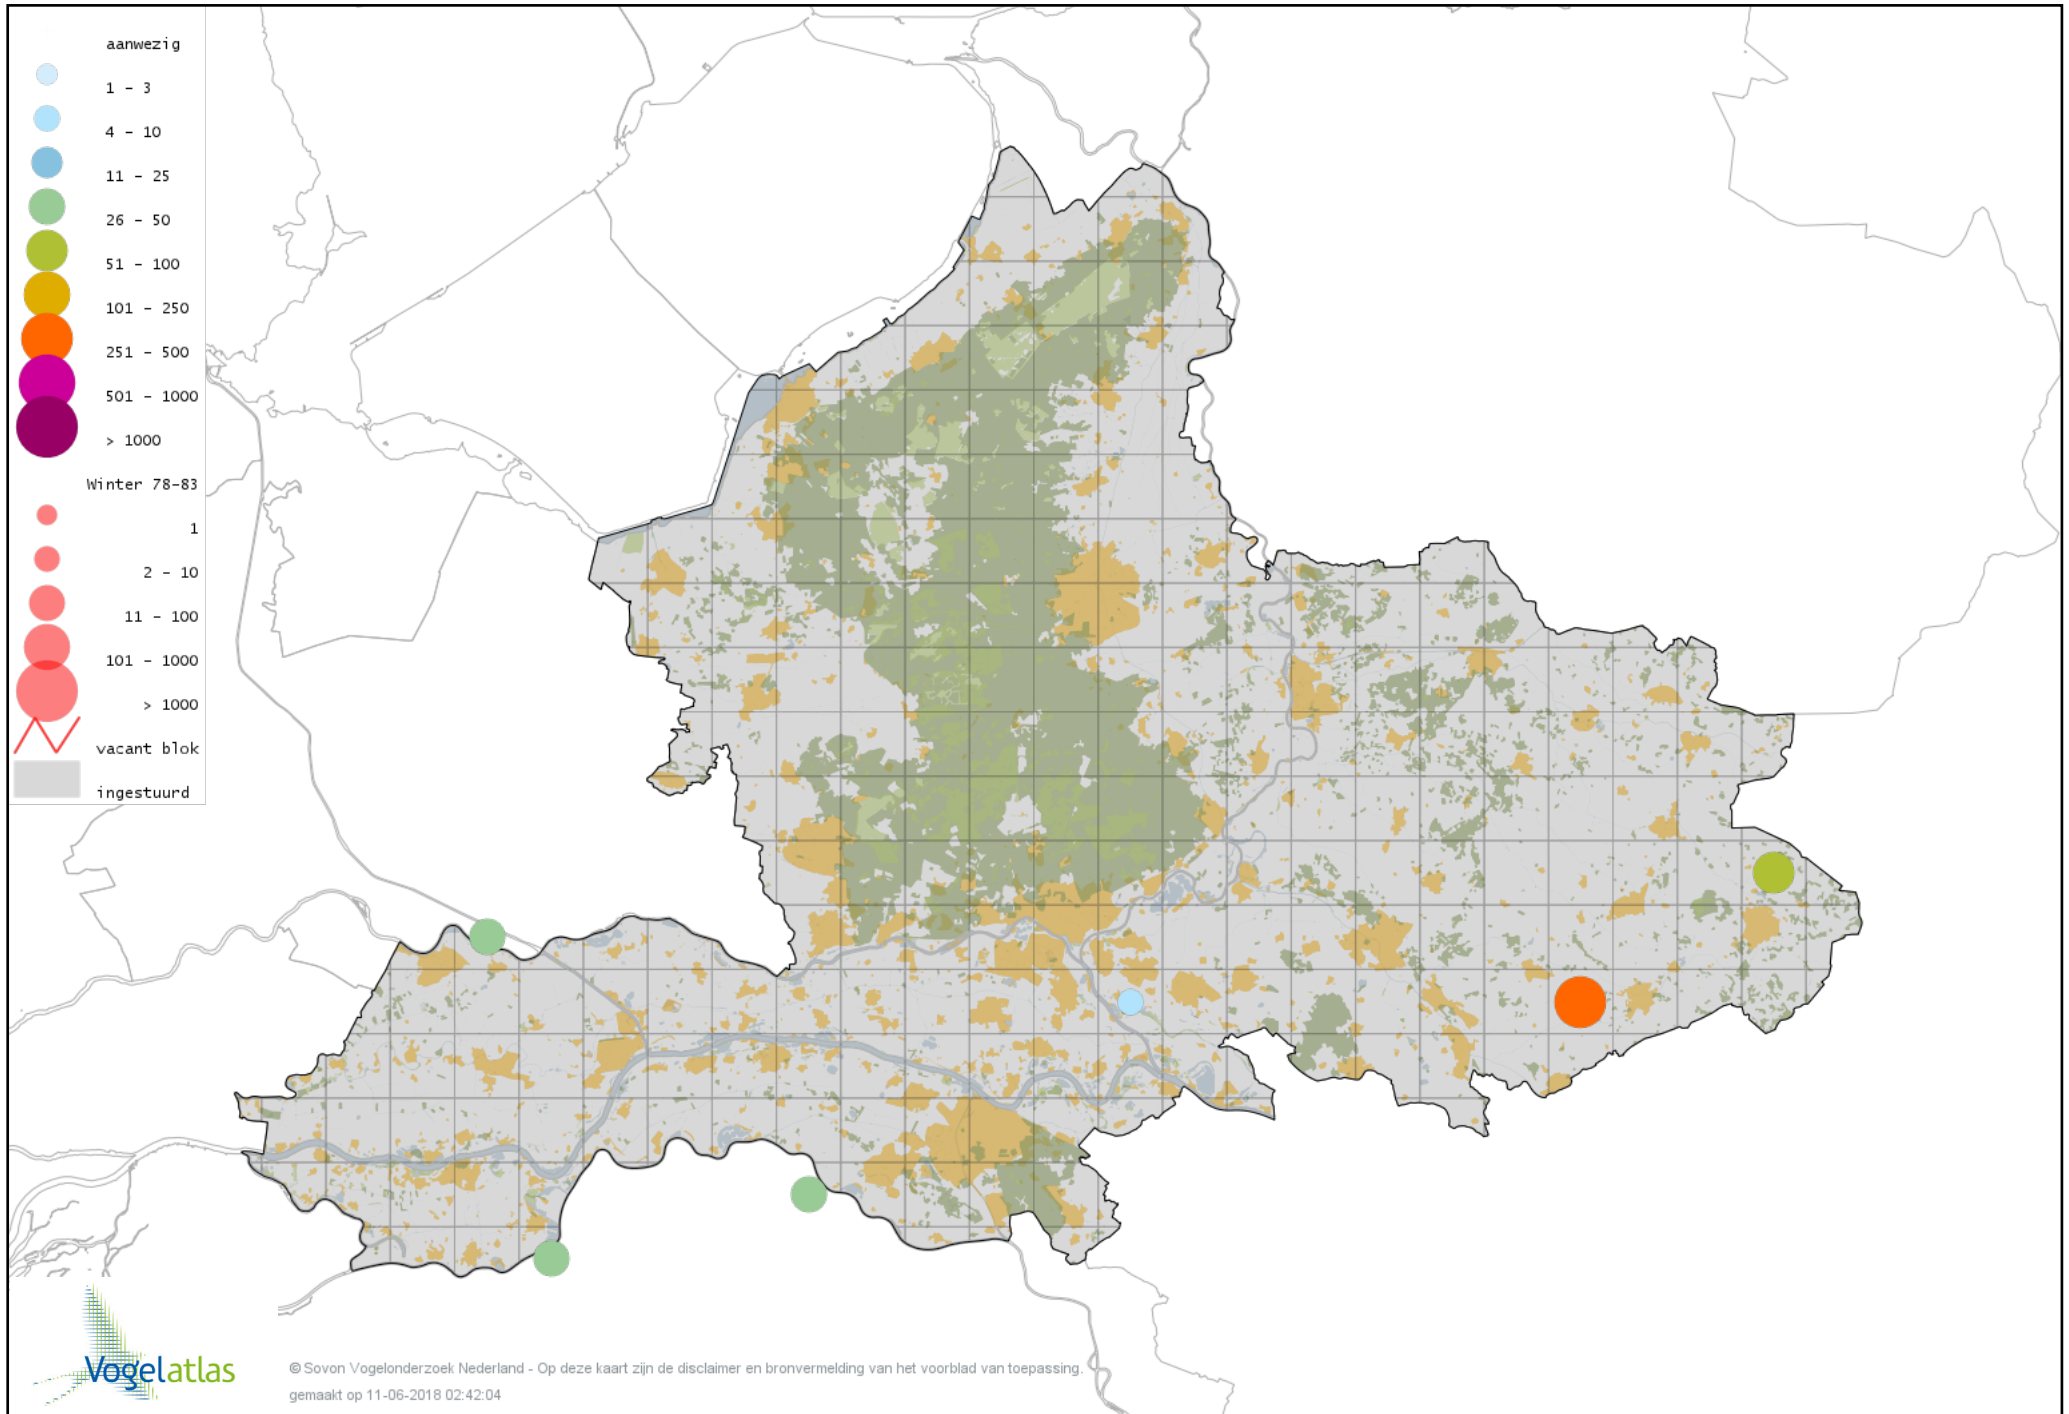 aanwezig
1 - 3
4 - 10
11 - 25
26 - 50
51 - 100
101 - 250
251 - 500
501 - 1000
> 1000
Winter 78-83
1
2 - 10
11 - 100
101 - 1000
> 1000
vacant blok
ingestuurd
Vogelatlas
© Sovon Vogelonderzoek Nederland - Op deze kaart zijn de disclaimer en bronvermelding van het voorblad van toepassing.
gemaakt op 11-06-2018 02:42:04